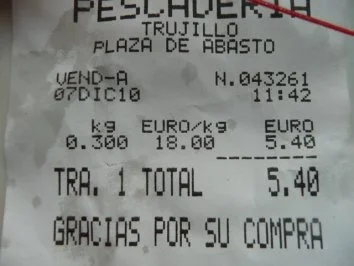 PESCADERIA
TRUJILLO
PLAZA DE ABASTO
VEND-A N.043261
07DIC10 11:42
kg EURO/kg EURO
0.300 18.00 5.40
---------
TRA. 1 TOTAL 5.40
GRACIAS POR SU COMPRA